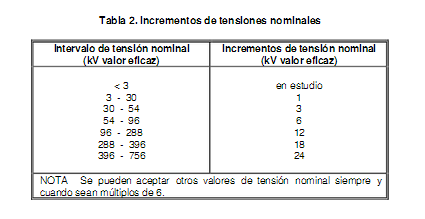 Tabla 2. Incrementos de tensiones nominales
Intervalo de tensión nominal Incrementos de tensión nominal
(kV valor eficaz) (kV valor eficaz)
< 3 en estudio
3 - 30 1
30 - 54 3
54 - 96 6
96 - 288 12
288 - 396 18
396 - 756 24
NOTA Se pueden aceptar otros valores de tensión nominal siempre y
cuando sean múltiplos de 6.